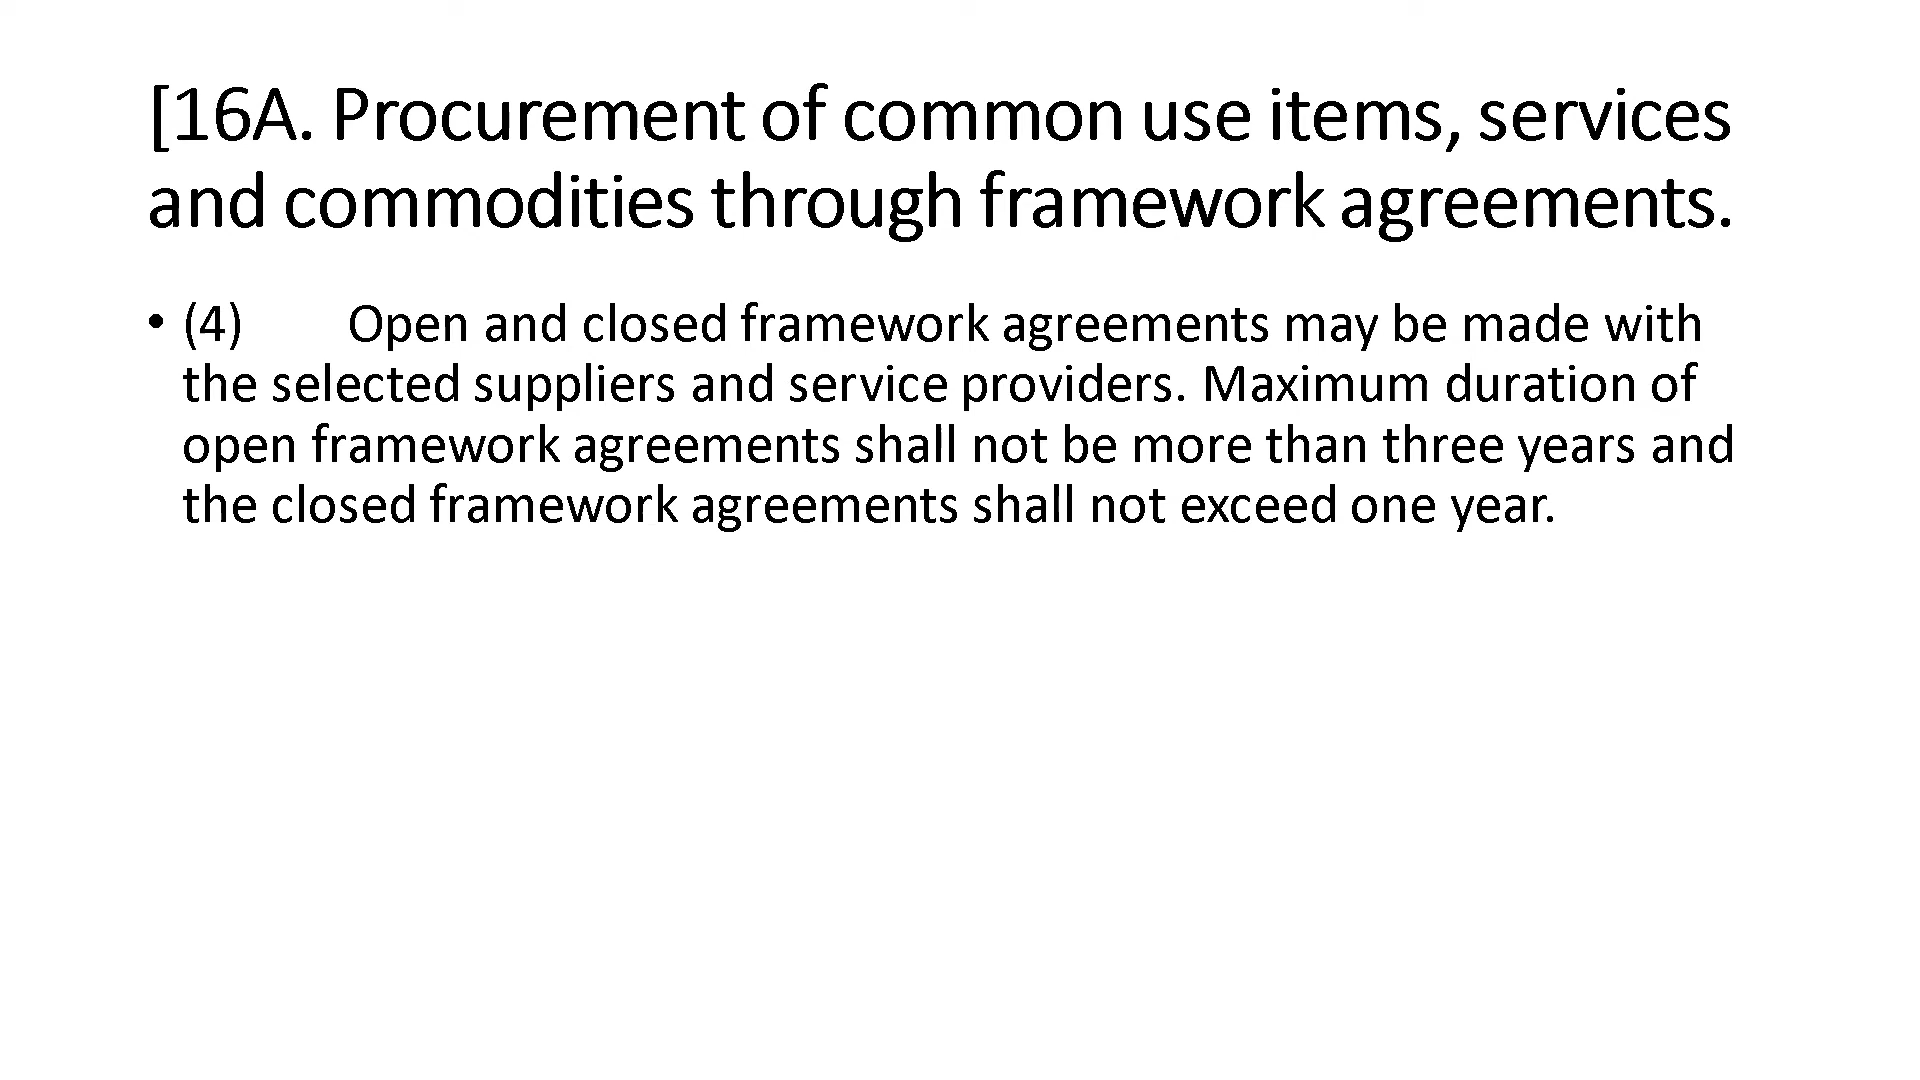 [16A. Procurement of common use items, services
and commodities through framework agreements.
• (4) Open and closed framework agreements may be made with
the selected suppliers and service providers. Maximum duration of
open framework agreements shall not be more than three years and
the closed framework agreements shall not exceed one year.